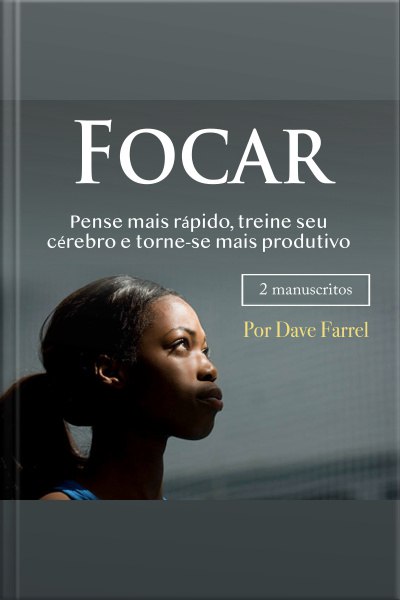 FOCAR
Pense mais rápido, treine seu
cérebro e torne-se mais produtivo
2 manuscritos
Por Dave Farrel